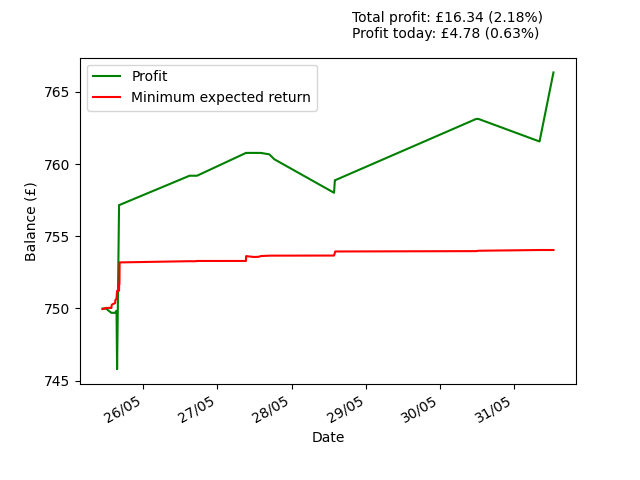 Total profit: £16.34 (2.18%)
Profit today: £4.78 (0.63%)
Profit
Minimum expected return
765
760
755
750
745
Balance (£)
26/05
27/05
28/05
29/05
30/05
31/05
Date